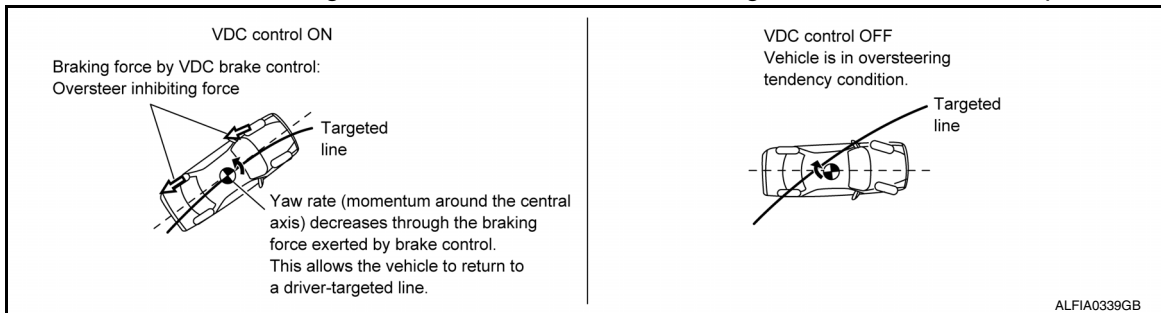 VDC control ON
Braking force by VDC brake control:
Oversteer inhibiting force
Targeted
line
Yaw rate (momentum around the central
axis) decreases through the braking
force exerted by brake control.
This allows the vehicle to return to
a driver-targeted line.
VDC control OFF
Vehicle is in oversteering
tendency condition.
Targeted
line
ALFIA0339GB